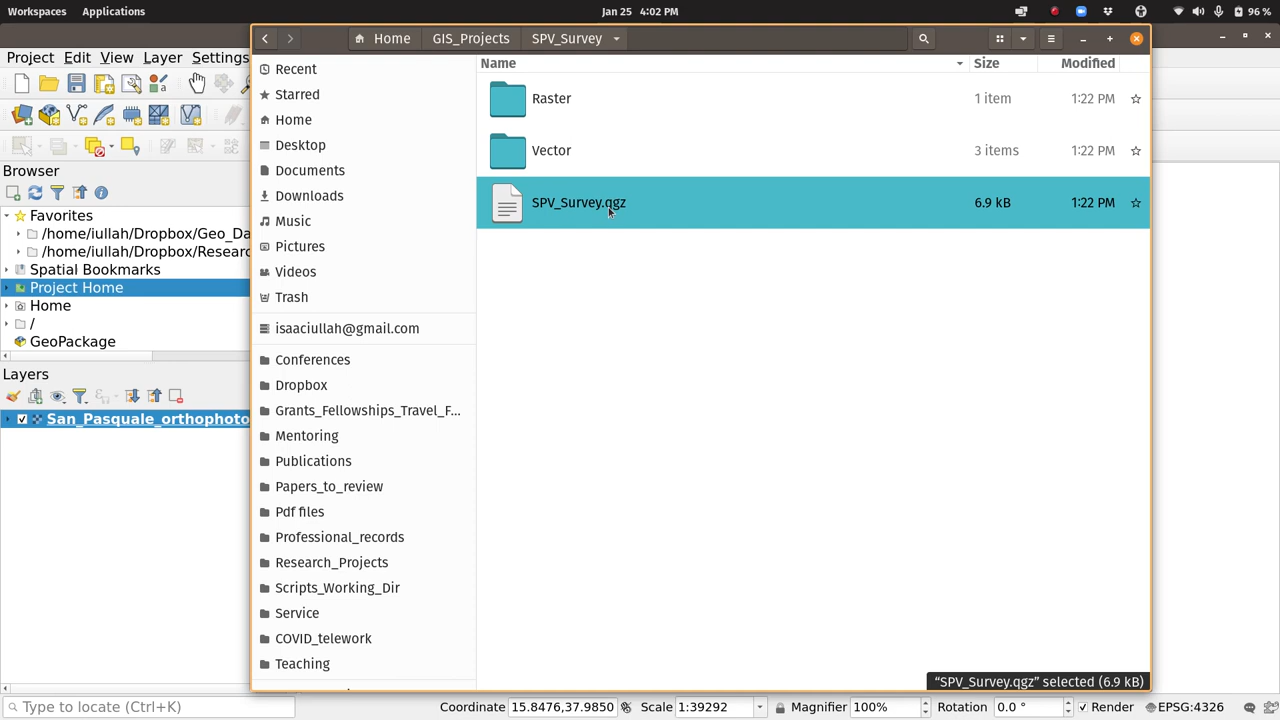 Workspaces Applications Jan 25 4:02 PM 96 %
Home GIS_Projects SPV_Survey
Project Edit View Layer Settings
Name Size Modified
Recent
Starred
Home
Desktop
Documents
Downloads
Music
Pictures
Videos
Trash
isaaciullah@gmail.com
Conferences
Dropbox
Grants_Fellowships_Travel_F...
Mentoring
Publications
Papers_to_review
Pdf files
Professional_records
Research_Projects
Scripts_Working_Dir
Service
COVID_telework
Teaching
Raster 1 item 1:22 PM
Vector 3 items 1:22 PM
SPV_Survey.qgz 6.9 kB 1:22 PM
Browser
Favorites
/home/iullah/Dropbox/Geo_Da
/home/iullah/Dropbox/Researc
Spatial Bookmarks
Project Home
Home
/
GeoPackage
Layers
San_Pasquale_orthophoto
"SPV_Survey.qgz" selected (6.9 kB)
Type to locate (Ctrl+K) Coordinate 15.8476,37.9850 Scale 1:39292 Magnifier 100% Rotation 0.0 ° Render EPSG:4326